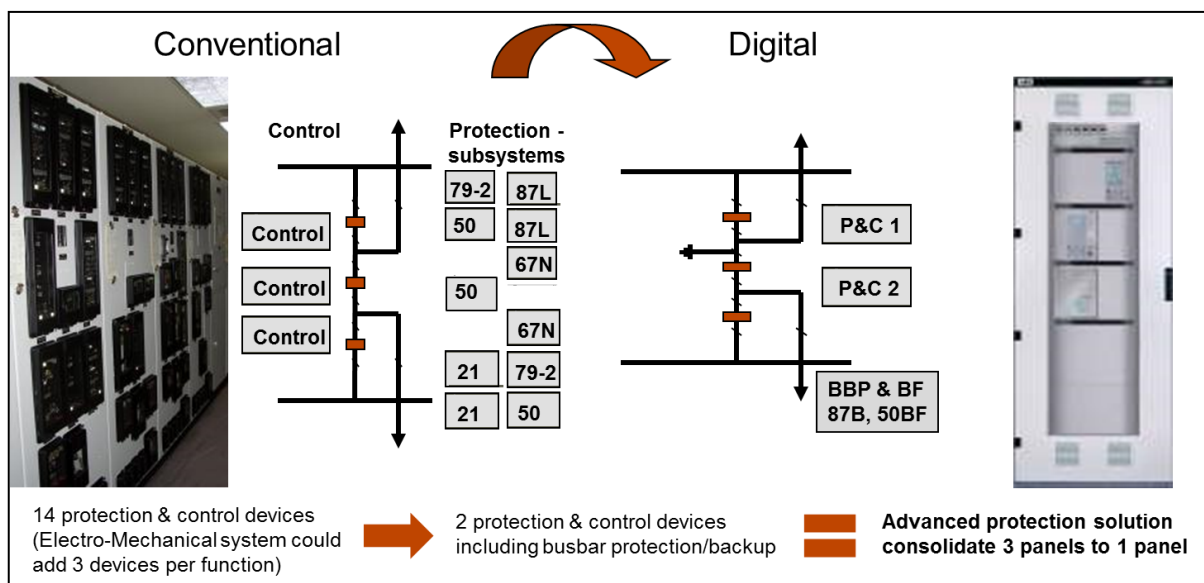 Conventional
Digital
Control
Protection -
subsystems
79-2
87L
Control
50
87L
67N
Control
50
Control
67N
21
79-2
21
50
P&C 1
P&C 2
BBP & BF
87B, 50BF
14 protection & control devices
(Electro-Mechanical system could
add 3 devices per function)
2 protection & control devices
including busbar protection/backup
Advanced protection solution
consolidate 3 panels to 1 panel